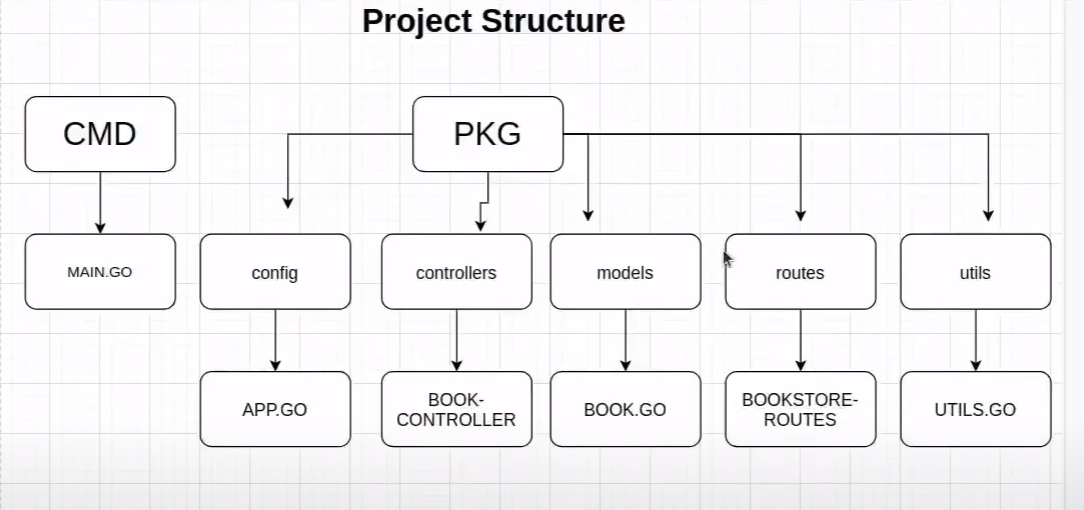 Project Structure
CMD
PKG
MAIN.GO
config
controllers
models
routes
utils
APP.GO
BOOK-
CONTROLLER
BOOK.GO
BOOKSTORE-
ROUTES
UTILS.GO